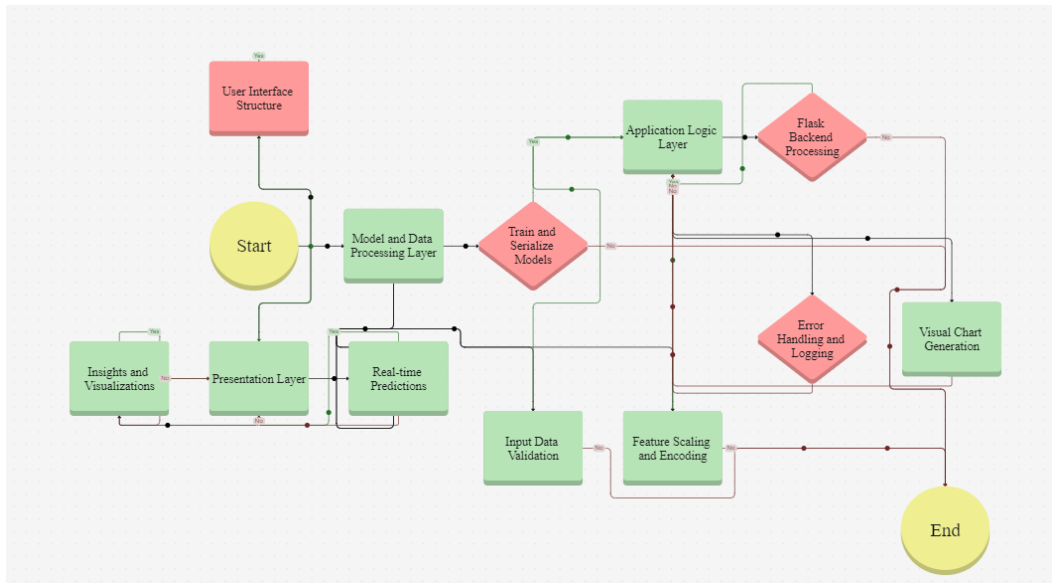 Yes
User Interface
Structure
Application Logic
Layer
Flask
Backend
Processing
No
Yes
Yes
No
No
Start
Model and Data
Processing Layer
Train and
Serialize
Models
No
Error
Handling and
Logging
Visual Chart
Generation
Yes
Yes
Insights and
Visualizations
No
Presentation Layer
Real-time
Predictions
No
Input Data
Validation
No
Feature Scaling
and Encoding
No
End